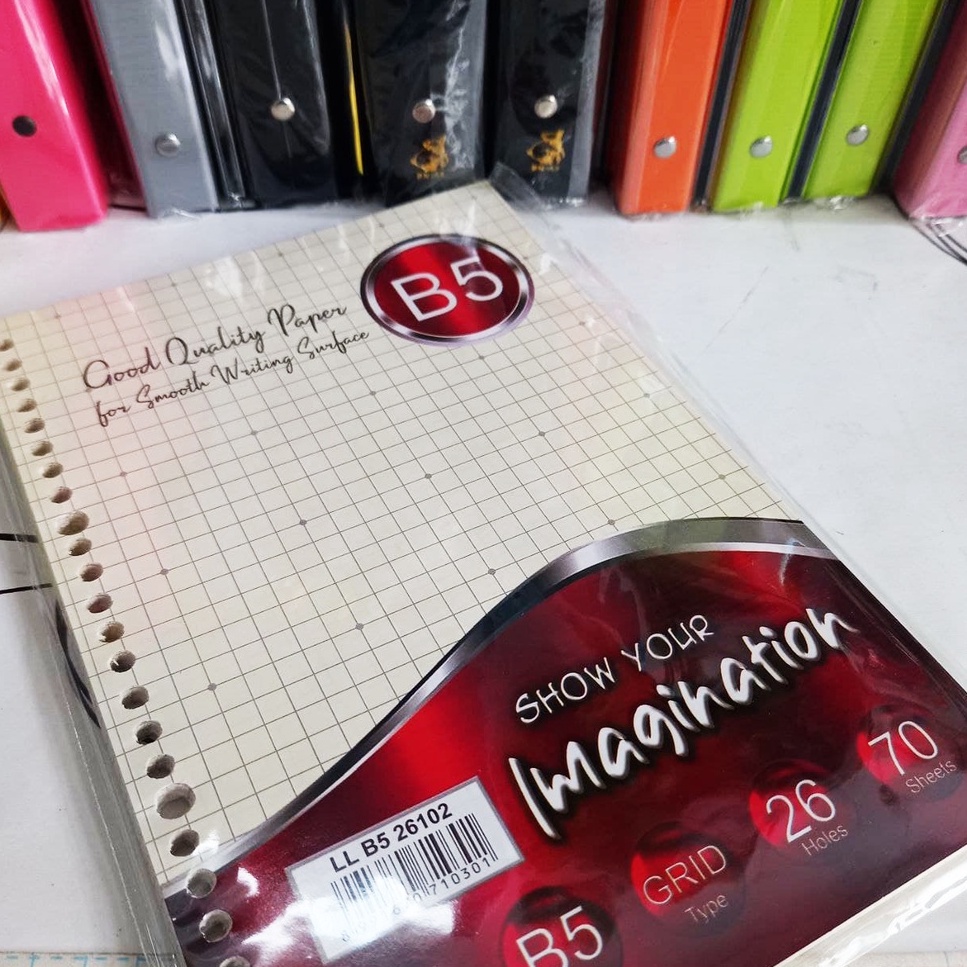 B5
Good Quality Paper
for Smooth Writing Surface
SHOW YOUR
Imagination
70
Sheets
26
Holes
GRID
Type
B5
LL B5 26102